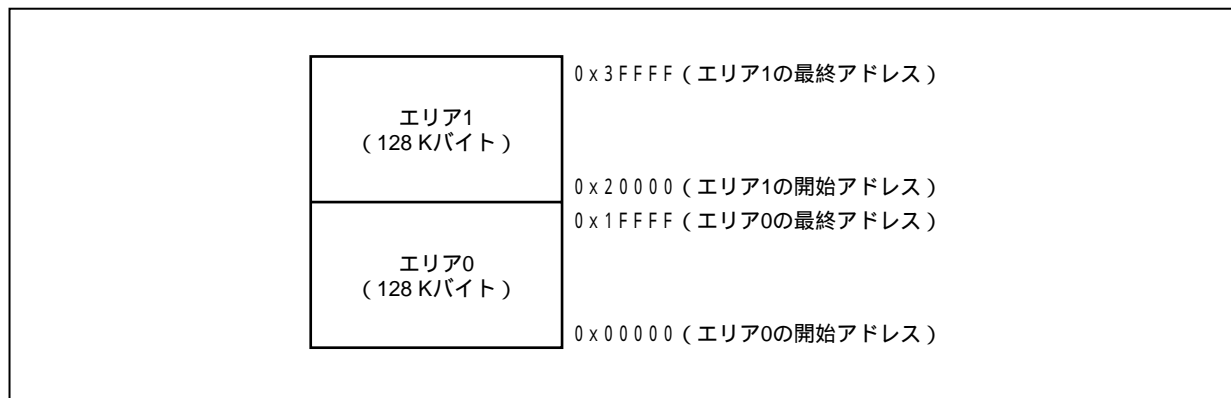 0x3FFFF(エリア1の最終アドレス)
エリア1
(128 Kバイト)
0x20000(エリア1の開始アドレス)
0x1FFFF(エリア0の最終アドレス)
エリア0
(128 Kバイト)
0x00000(エリア0の開始アドレス)